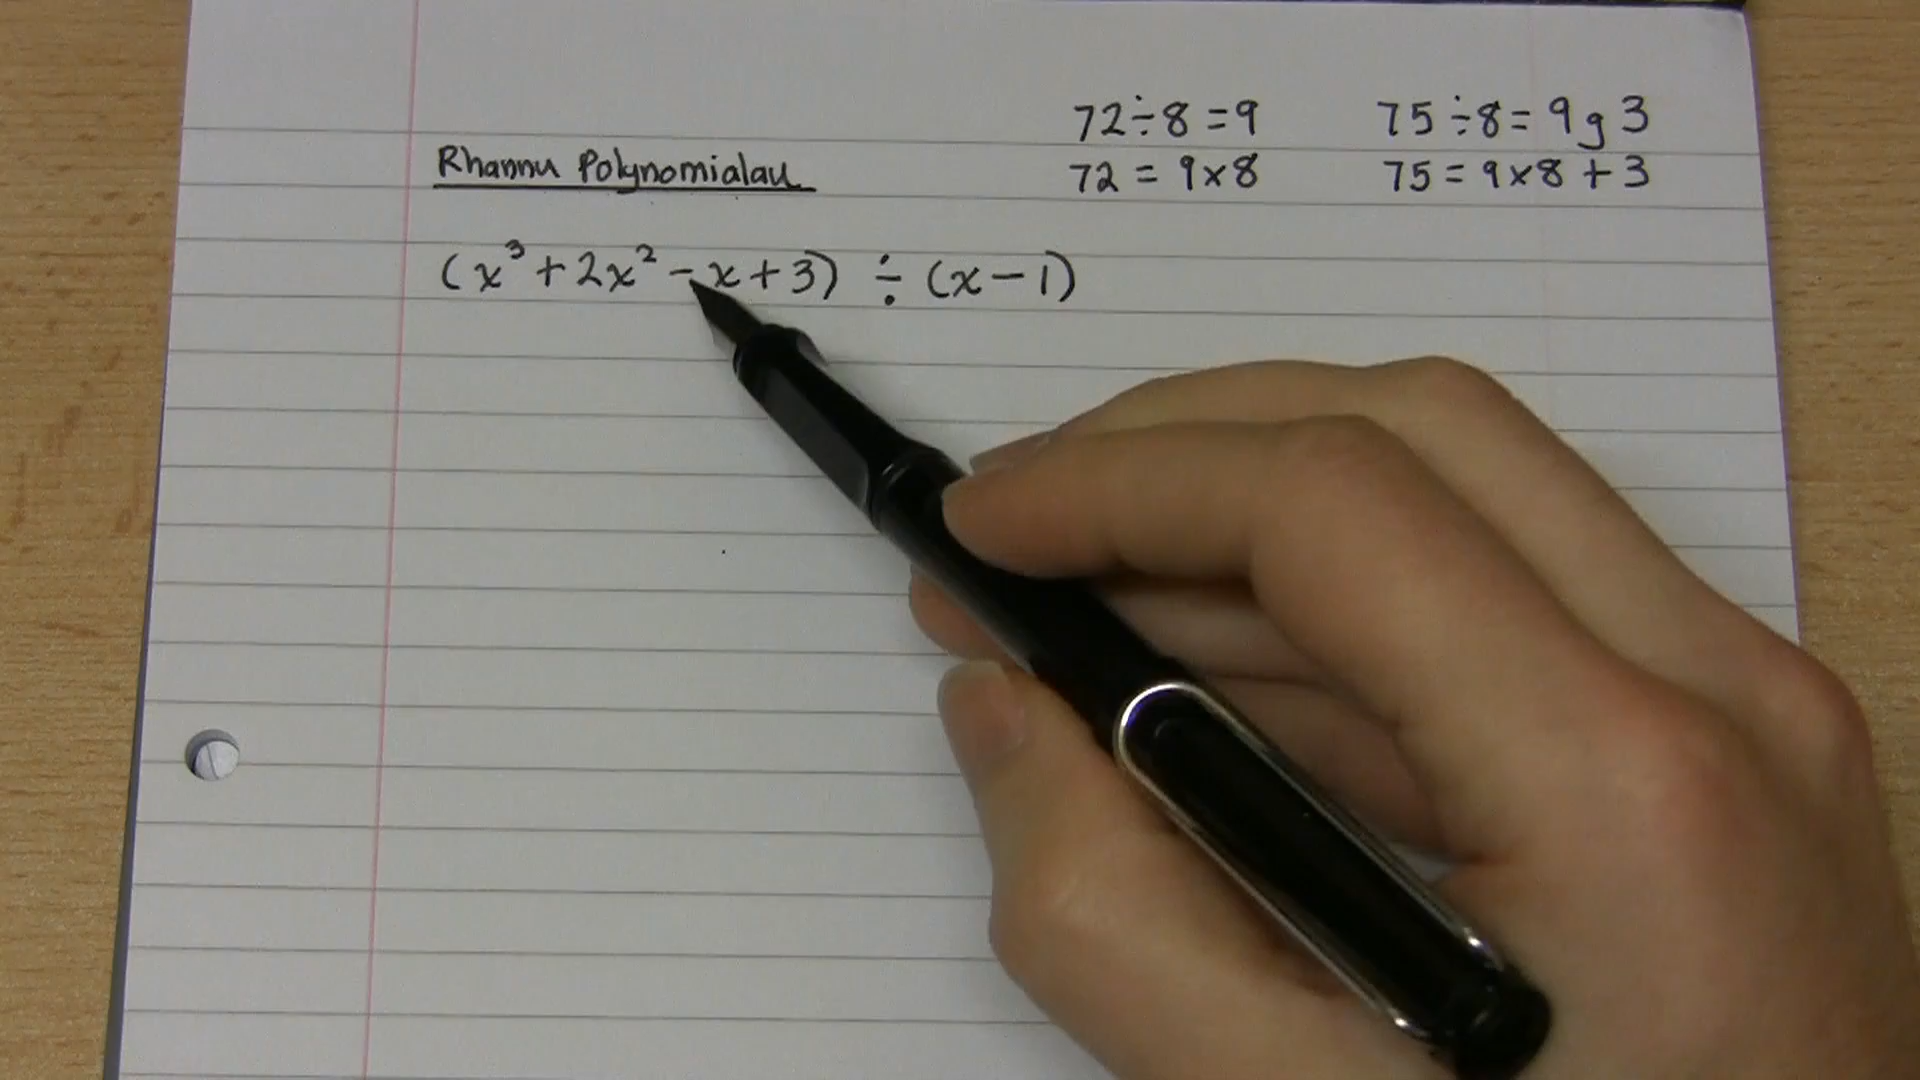 72÷8=9 75÷8=9 g 3
Rhannu Polynomialau 72 = 9×8 75 = 9×8 + 3
(x³ + 2x² - x + 3) ÷ (x - 1)